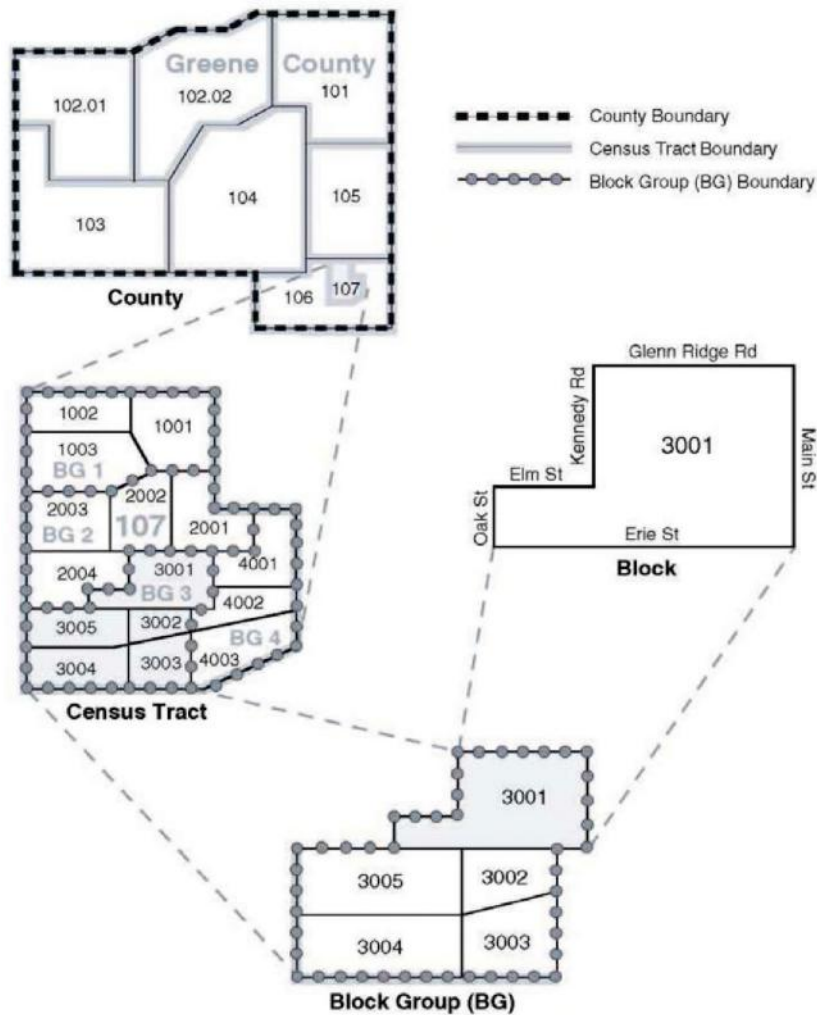 Greene County
102.01
102.02
101
103
104
105
106
107
County
County Boundary
Census Tract Boundary
Block Group (BG) Boundary
1002
1001
1003
BG 1
2003
2002
BG 2
107
2001
2004
3001
BG 3
4001
4002
3005
3002
BG 4
3004
3003
4003
Census Tract
Glenn Ridge Rd
Kennedy Rd
3001
Main St
Elm St
Oak St
Erie St
Block
3001
3005
3002
3004
3003
Block Group (BG)